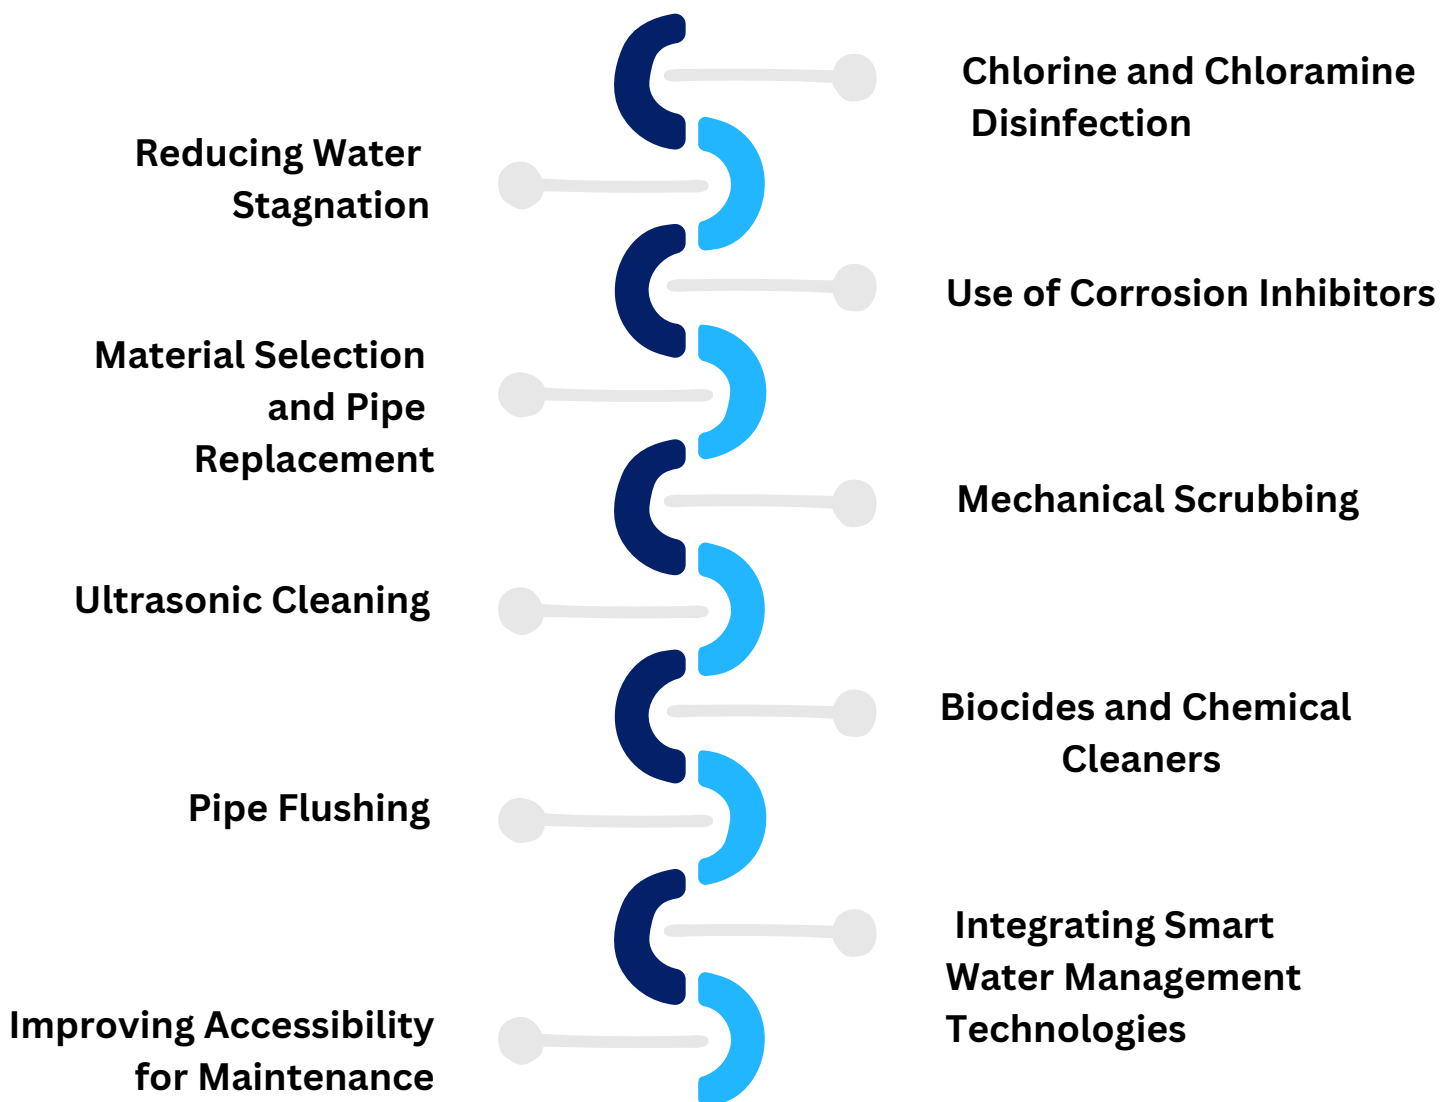 Chlorine and Chloramine
Disinfection
Reducing Water
Stagnation
Use of Corrosion Inhibitors
Material Selection
and Pipe
Replacement
Mechanical Scrubbing
Ultrasonic Cleaning
Biocides and Chemical
Cleaners
Pipe Flushing
Integrating Smart
Water Management
Technologies
Improving Accessibility
for Maintenance